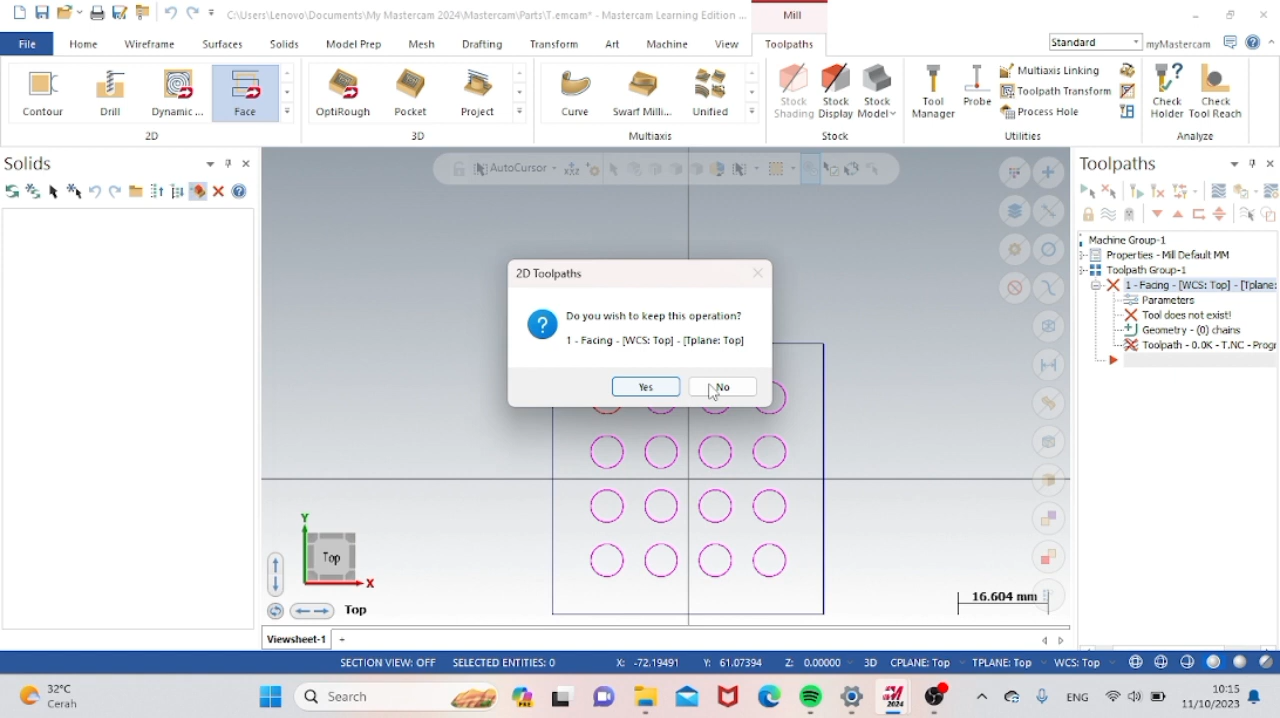 C:\Users\Lenovo\Documents\My Mastercam 2024\Mastercam\Parts\T.emcam* - Mastercam Learning Edition ...
Mill
File
Home
Wireframe
Surfaces
Solids
Model Prep
Mesh
Drafting
Transform
Art
Machine
View
Toolpaths
Standard
myMastercam
Contour
Drill
Dynamic ...
Face
2D
OptiRough
Pocket
Project
3D
Curve
Swarf Milli...
Unified
Multiaxis
Stock Shading
Stock Display
Stock Model
Stock
Tool Manager
Probe
Multiaxis Linking
Toolpath Transform
Process Hole
Utilities
Check Holder
Check Tool Reach
Analyze
Solids
AutoCursor
Toolpaths
Machine Group-1
Properties - Mill Default MM
Toolpath Group-1
1 - Facing - [WCS: Top] - [Tplane:
Parameters
Tool does not exist!
Geometry - (0) chains
Toolpath - 0.0K - T.NC - Progr
2D Toolpaths
Do you wish to keep this operation?
1 - Facing - [WCS: Top] - [Tplane: Top]
Yes
No
Y
Top
X
Top
16.604 mm
Viewsheet-1
SECTION VIEW: OFF
SELECTED ENTITIES: 0
X: -72.19491
Y: 61.07394
Z: 0.00000
3D
CPLANE: Top
TPLANE: Top
WCS: Top
32°C
Cerah
Search
PRE
2024
ENG
10:15
11/10/2023